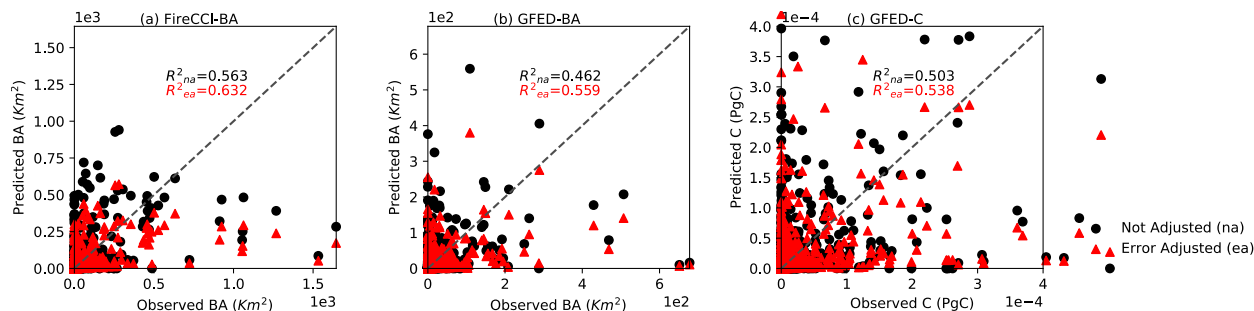 1e3
(a) FireCCI-BA
1.50
1.25
1.00
0.75
0.50
0.25
0.00
Predicted BA (Km²)
R²na=0.563
R²ea=0.632
0.0
0.5
1.0
1.5
Observed BA (Km²)
1e3
1e2
(b) GFED-BA
6
4
2
0
Predicted BA (Km²)
R²na=0.462
R²ea=0.559
0
2
4
6
Observed BA (Km²)
1e2
1e−4
(c) GFED-C
4.0
3.5
3.0
2.5
2.0
1.5
1.0
0.5
0.0
Predicted C (PgC)
R²na=0.503
R²ea=0.538
0
1
2
3
4
Observed C (PgC)
1e−4
Not Adjusted (na)
Error Adjusted (ea)